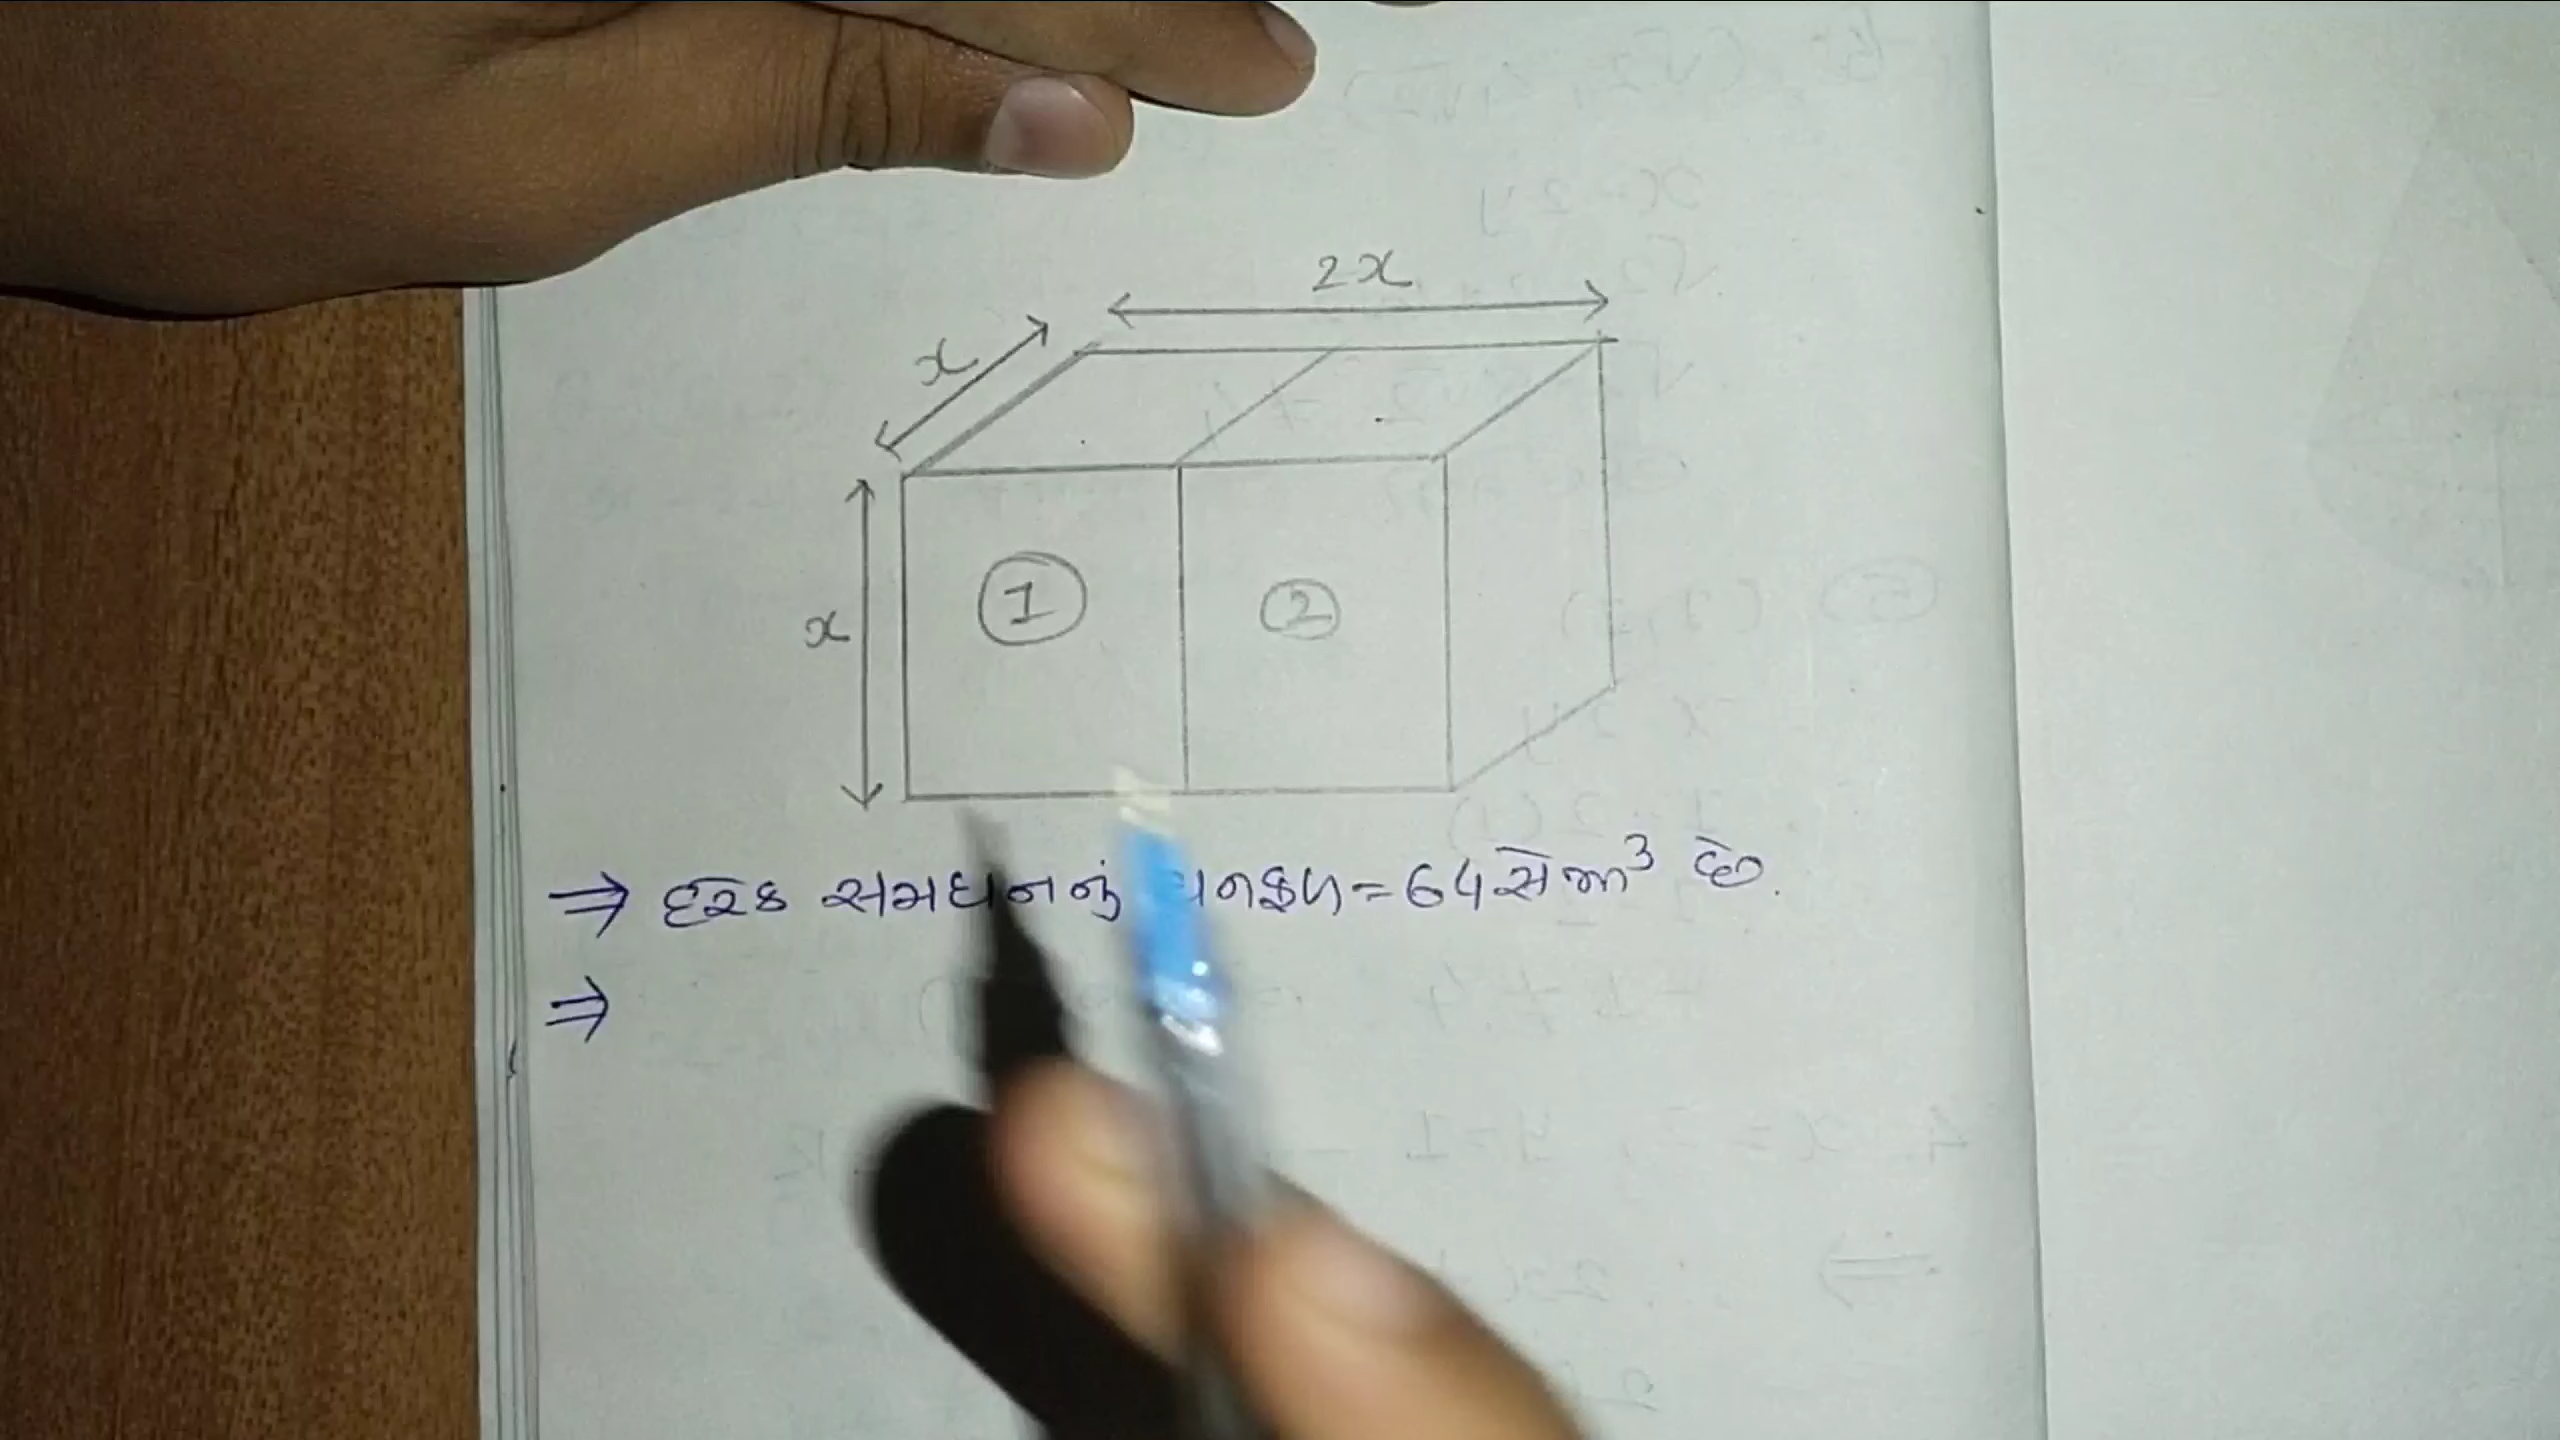 2x
x
x
1 2
⇒ દરેક સમઘનનું ઘનફળ = 64 સેમી³ છે.
⇒